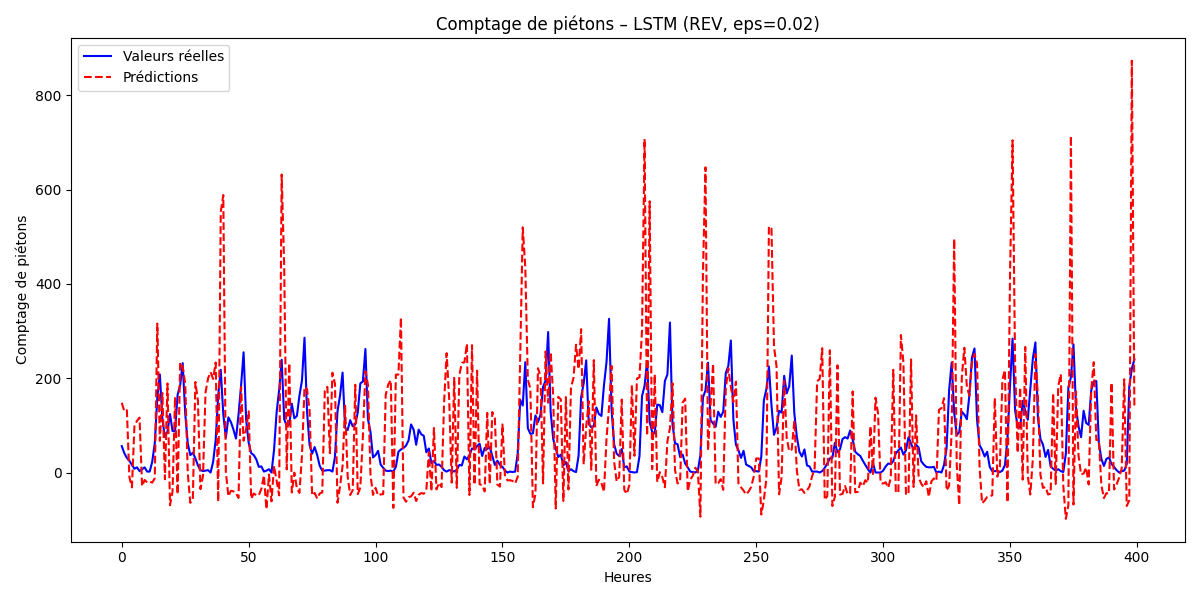 Comptage de piétons – LSTM (REV, eps=0.02)
Valeurs réelles
Prédictions
Comptage de piétons
800
600
400
200
0
0 50 100 150 200 250 300 350 400
Heures